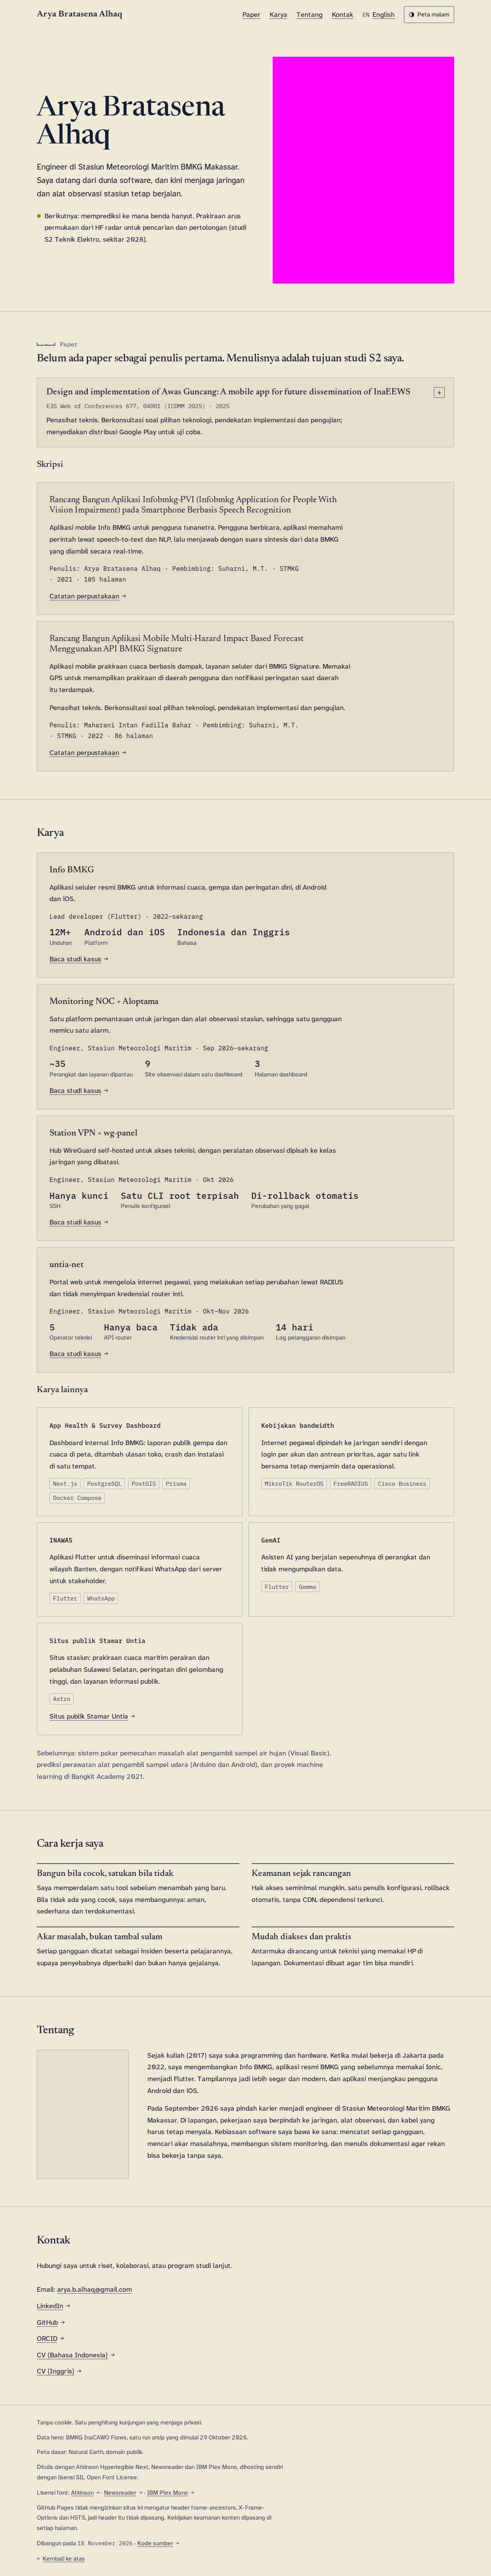 Arya Bratasena Alhaq
Paper Karya Tentang Kontak EN English Peta malam
Arya Bratasena
Alhaq
Engineer di Stasiun Meteorologi Maritim BMKG Makassar.
Saya datang dari dunia software, dan kini menjaga jaringan
dan alat observasi stasiun tetap berjalan.
Berikutnya: memprediksi ke mana benda hanyut. Prakiraan arus
permukaan dari HF radar untuk pencarian dan pertolongan (studi
S2 Teknik Elektro, sekitar 2028).
Paper
Belum ada paper sebagai penulis pertama. Menulisnya adalah tujuan studi S2 saya.
Design and implementation of Awas Guncang: A mobile app for future dissemination of InaEEWS
+
E3S Web of Conferences 677, 04001 (ICDMM 2025) · 2025
Penasihat teknis. Berkonsultasi soal pilihan teknologi, pendekatan implementasi dan pengujian;
menyediakan distribusi Google Play untuk uji coba.
Skripsi
Rancang Bangun Aplikasi Infobmkg-PVI (Infobmkg Application for People With
Vision Impairment) pada Smartphone Berbasis Speech Recognition
Aplikasi mobile Info BMKG untuk pengguna tunanetra. Pengguna berbicara, aplikasi memahami
perintah lewat speech-to-text dan NLP, lalu menjawab dengan suara sintesis dari data BMKG
yang diambil secara real-time.
Penulis: Arya Bratasena Alhaq · Pembimbing: Suharni, M.T. · STMKG
· 2021 · 105 halaman
Catatan perpustakaan →
Rancang Bangun Aplikasi Mobile Multi-Hazard Impact Based Forecast
Menggunakan API BMKG Signature
Aplikasi mobile prakiraan cuaca berbasis dampak, layanan seluler dari BMKG Signature. Memakai
GPS untuk menampilkan prakiraan di daerah pengguna dan notifikasi peringatan saat daerah
itu terdampak.
Penasihat teknis. Berkonsultasi soal pilihan teknologi, pendekatan implementasi dan pengujian.
Penulis: Maharani Intan Fadilla Bahar · Pembimbing: Suharni, M.T.
· STMKG · 2022 · 86 halaman
Catatan perpustakaan →
Karya
Info BMKG
Aplikasi seluler resmi BMKG untuk informasi cuaca, gempa dan peringatan dini, di Android
dan iOS.
Lead developer (Flutter) · 2022–sekarang
12M+ Android dan iOS Indonesia dan Inggris
Unduhan Platform Bahasa
Baca studi kasus →
Monitoring NOC + Aloptama
Satu platform pemantauan untuk jaringan dan alat observasi stasiun, sehingga satu gangguan
memicu satu alarm.
Engineer, Stasiun Meteorologi Maritim · Sep 2026–sekarang
~35 9 3
Perangkat dan layanan dipantau Site observasi dalam satu dashboard Halaman dashboard
Baca studi kasus →
Station VPN + wg-panel
Hub WireGuard self-hosted untuk akses teknisi, dengan peralatan observasi dipisah ke kelas
jaringan yang dibatasi.
Engineer, Stasiun Meteorologi Maritim · Okt 2026
Hanya kunci Satu CLI root terpisah Di-rollback otomatis
SSH Penulis konfigurasi Perubahan yang gagal
Baca studi kasus →
untia-net
Portal web untuk mengelola internet pegawai, yang melakukan setiap perubahan lewat RADIUS
dan tidak menyimpan kredensial router inti.
Engineer, Stasiun Meteorologi Maritim · Okt–Nov 2026
5 Hanya baca Tidak ada 14 hari
Operator teknisi API router Kredensial router inti yang disimpan Log pelanggaran disimpan
Baca studi kasus →
Karya lainnya
App Health & Survey Dashboard
Dashboard internal Info BMKG: laporan publik gempa dan
cuaca di peta, ditambah ulasan toko, crash dan instalasi
di satu tempat.
Next.js PostgreSQL PostGIS Prisma
Docker Compose
Kebijakan bandwidth
Internet pegawai dipindah ke jaringan sendiri dengan
login per akun dan antrean prioritas, agar satu link
bersama tetap menjamin data operasional.
MikroTik RouterOS FreeRADIUS Cisco Business
INAWAS
Aplikasi Flutter untuk diseminasi informasi cuaca
wilayah Banten, dengan notifikasi WhatsApp dari server
untuk stakeholder.
Flutter WhatsApp
GemAI
Asisten AI yang berjalan sepenuhnya di perangkat dan
tidak mengumpulkan data.
Flutter Gemma
Situs publik Stamar Untia
Situs stasiun: prakiraan cuaca maritim perairan dan
pelabuhan Sulawesi Selatan, peringatan dini gelombang
tinggi, dan layanan informasi publik.
Astro
Situs publik Stamar Untia →
Sebelumnya: sistem pakar pemecahan masalah alat pengambil sampel air hujan (Visual Basic),
prediksi perawatan alat pengambil sampel udara (Arduino dan Android), dan proyek machine
learning di Bangkit Academy 2021.
Cara kerja saya
Bangun bila cocok, satukan bila tidak
Saya memperdalam satu tool sebelum menambah yang baru.
Bila tidak ada yang cocok, saya membangunnya: aman,
sederhana dan terdokumentasi.
Keamanan sejak rancangan
Hak akses seminimal mungkin, satu penulis konfigurasi, rollback
otomatis, tanpa CDN, dependensi terkunci.
Akar masalah, bukan tambal sulam
Setiap gangguan dicatat sebagai insiden beserta pelajarannya,
supaya penyebabnya diperbaiki dan bukan hanya gejalanya.
Mudah diakses dan praktis
Antarmuka dirancang untuk teknisi yang memakai HP di
lapangan. Dokumentasi dibuat agar tim bisa mandiri.
Tentang
Sejak kuliah (2017) saya suka programming dan hardware. Ketika mulai bekerja di Jakarta pada
2022, saya mengembangkan Info BMKG, aplikasi resmi BMKG yang sebelumnya memakai Ionic,
menjadi Flutter. Tampilannya jadi lebih segar dan modern, dan aplikasi menjangkau pengguna
Android dan iOS.
Pada September 2026 saya pindah karier menjadi engineer di Stasiun Meteorologi Maritim BMKG
Makassar. Di lapangan, pekerjaan saya berpindah ke jaringan, alat observasi, dan kabel yang
harus tetap menyala. Kebiasaan software saya bawa ke sana: mencatat setiap gangguan,
mencari akar masalahnya, membangun sistem monitoring, dan menulis dokumentasi agar rekan
bisa bekerja tanpa saya.
Kontak
Hubungi saya untuk riset, kolaborasi, atau program studi lanjut.
Email: arya.b.alhaq@gmail.com
LinkedIn →
GitHub →
ORCID →
CV (Bahasa Indonesia) →
CV (Inggris) →
Tanpa cookie. Satu penghitung kunjungan yang menjaga privasi.
Data hero: BMKG InaCAWO Flows, satu run arsip yang dimulai 29 Oktober 2026.
Peta dasar: Natural Earth, domain publik.
Ditulis dengan Atkinson Hyperlegible Next, Newsreader dan IBM Plex Mono, dihosting sendiri
dengan lisensi SIL Open Font License.
Lisensi font: Atkinson → · Newsreader → · IBM Plex Mono →
GitHub Pages tidak mengizinkan situs ini mengatur header frame-ancestors, X-Frame-
Options dan HSTS, jadi header itu tidak dipasang. Kebijakan keamanan konten dipasang di
setiap halaman.
Dibangun pada 18 November 2026 · Kode sumber →
← Kembali ke atas